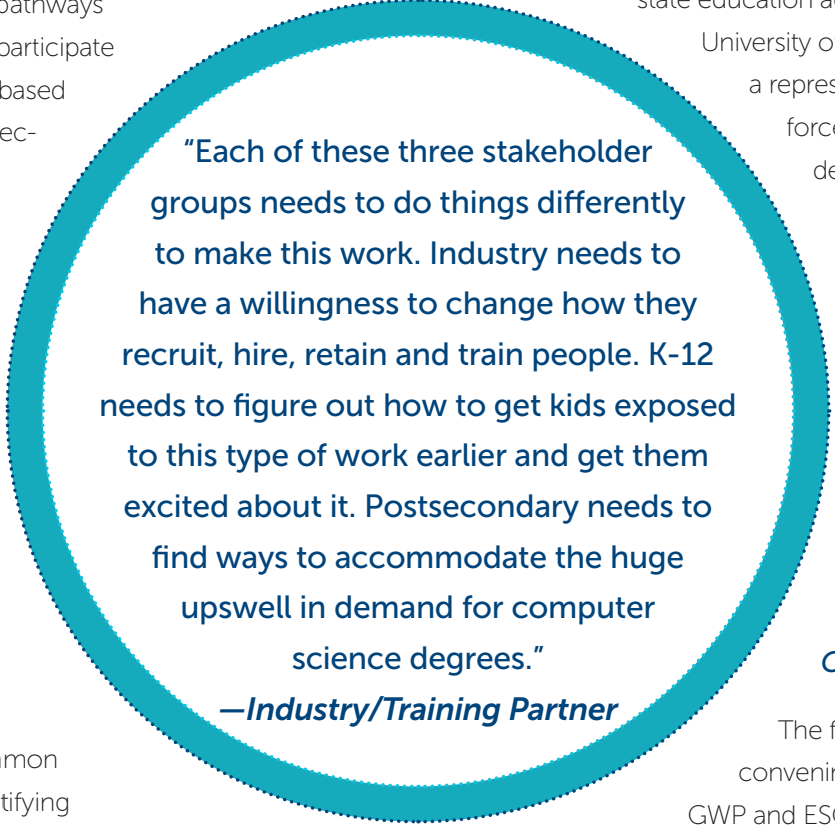 pathways
participate
based
ec-
state education a
University o
a repres
force
de
“Each of these three stakeholder
groups needs to do things differently
to make this work. Industry needs to
have a willingness to change how they
recruit, hire, retain and train people. K-12
needs to figure out how to get kids exposed
to this type of work earlier and get them
excited about it. Postsecondary needs to
find ways to accommodate the huge
upswell in demand for computer
science degrees.”
—Industry/Training Partner
mmon
tifying
The f
convenin
GWP and ESC